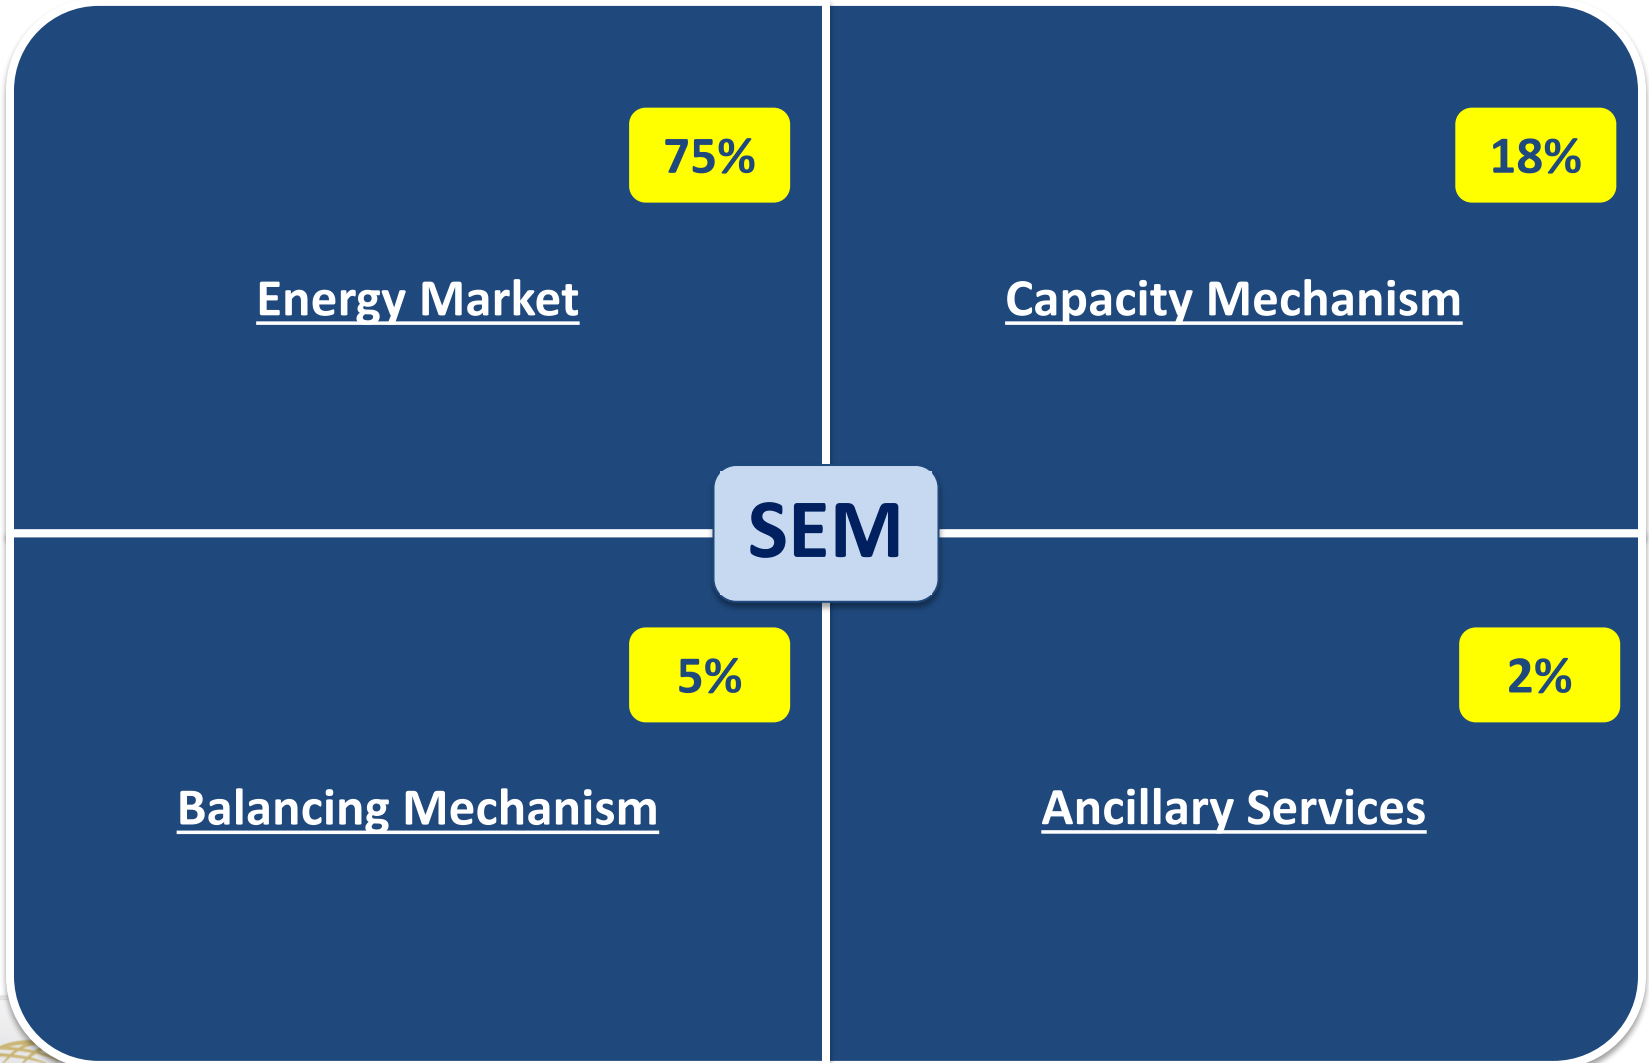 75%
Energy Market
18%
Capacity Mechanism
SEM
5%
Balancing Mechanism
2%
Ancillary Services